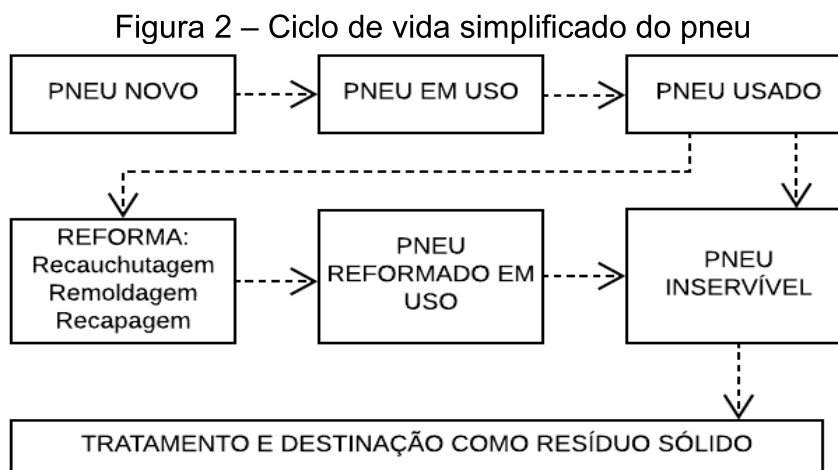 Figura 2 – Ciclo de vida simplificado do pneu
PNEU NOVO
PNEU EM USO
PNEU USADO
REFORMA:
Recauchutagem
Remoldagem
Recapagem
PNEU
REFORMADO EM
USO
PNEU
INSERVÍVEL
TRATAMENTO E DESTINAÇÃO COMO RESÍDUO SÓLIDO